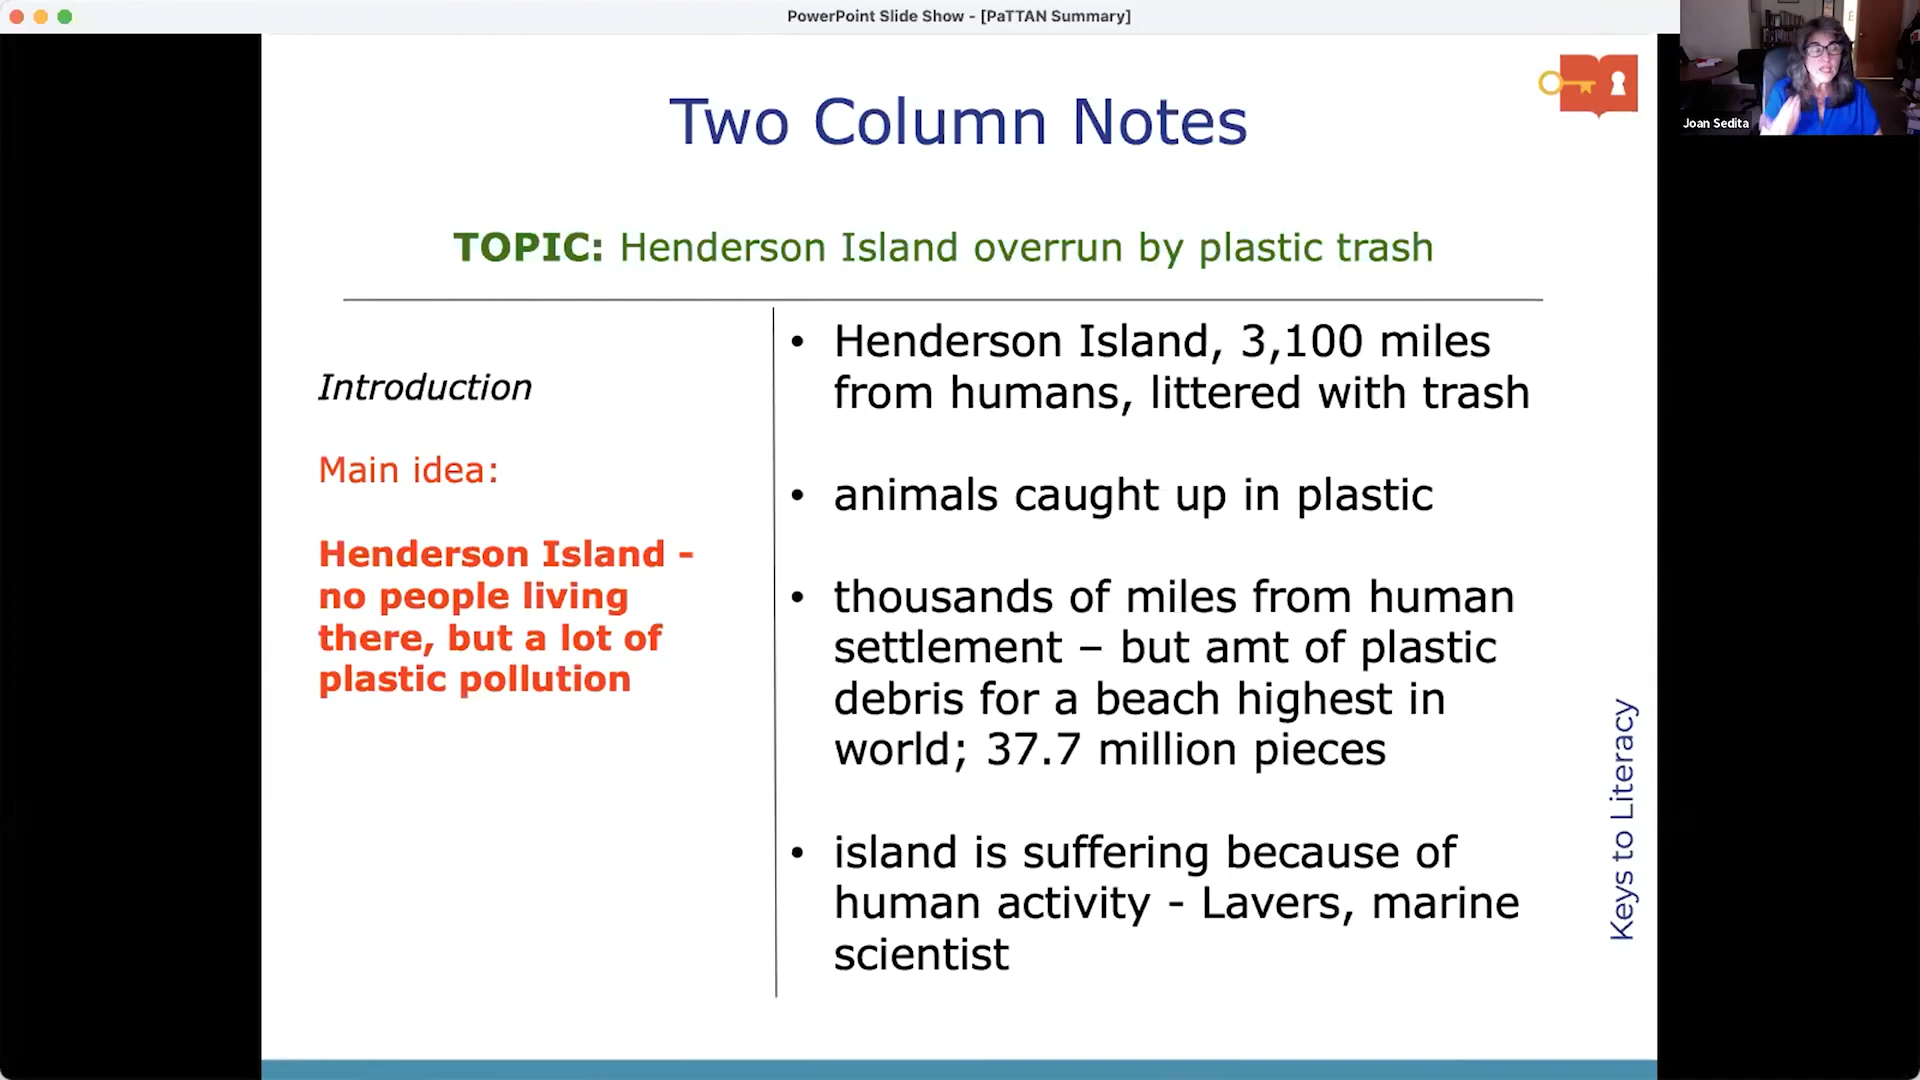 PowerPoint Slide Show - [PaTTAN Summary]
Joan Sedita
Two Column Notes
TOPIC: Henderson Island overrun by plastic trash
Introduction
Main idea:
Henderson Island -
no people living
there, but a lot of
plastic pollution
• Henderson Island, 3,100 miles
from humans, littered with trash
• animals caught up in plastic
• thousands of miles from human
settlement – but amt of plastic
debris for a beach highest in
world; 37.7 million pieces
• island is suffering because of
human activity - Lavers, marine
scientist
Keys to Literacy